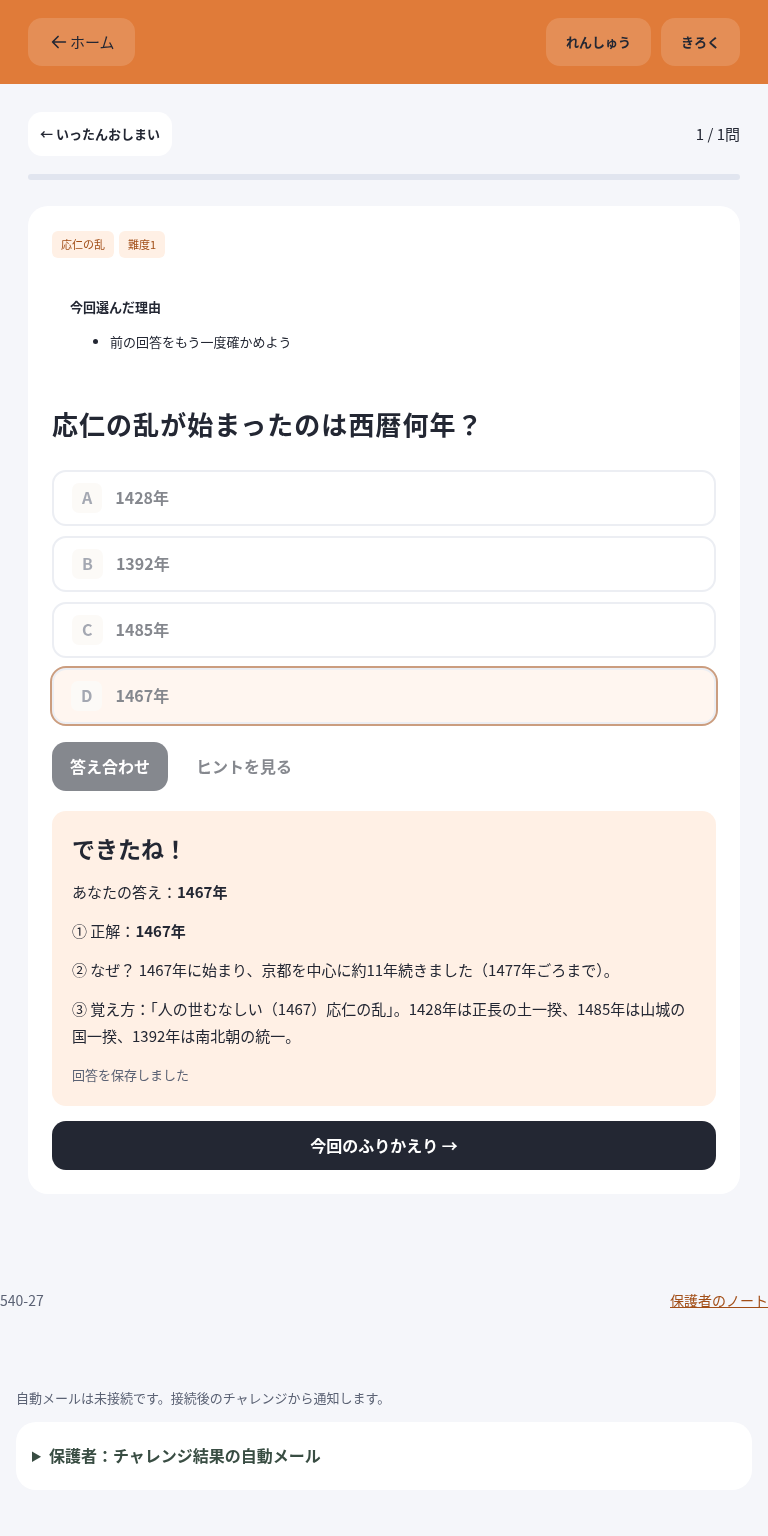 ← ホーム
れんしゅう
きろく
← いったんおしまい
1 / 1問
応仁の乱
難度1
今回選んだ理由
• 前の回答をもう一度確かめよう
応仁の乱が始まったのは西暦何年？
A 1428年
B 1392年
C 1485年
D 1467年
答え合わせ
ヒントを見る
できたね！
あなたの答え：1467年
① 正解：1467年
② なぜ？ 1467年に始まり、京都を中心に約11年続きました（1477年ごろまで）。
③ 覚え方：「人の世むなしい（1467）応仁の乱」。1428年は正長の土一揆、1485年は山城の
国一揆、1392年は南北朝の統一。
回答を保存しました
今回のふりかえり →
540-27
保護者のノート
自動メールは未接続です。接続後のチャレンジから通知します。
▶ 保護者：チャレンジ結果の自動メール